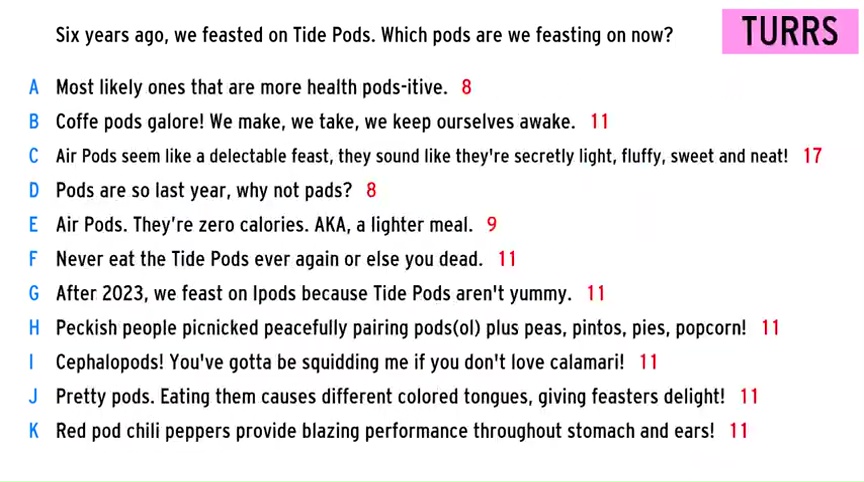 Six years ago, we feasted on Tide Pods. Which pods are we feasting on now?
TURRS
A Most likely ones that are more health pods-itive. 8
B Coffe pods galore! We make, we take, we keep ourselves awake. 11
C Air Pods seem like a delectable feast, they sound like they're secretly light, fluffy, sweet and neat! 17
D Pods are so last year, why not pads? 8
E Air Pods. They're zero calories. AKA, a lighter meal. 9
F Never eat the Tide Pods ever again or else you dead. 11
G After 2023, we feast on Ipods because Tide Pods aren't yummy. 11
H Peckish people picnicked peacefully pairing pods(ol) plus peas, pintos, pies, popcorn! 11
I Cephalopods! You've gotta be squidding me if you don't love calamari! 11
J Pretty pods. Eating them causes different colored tongues, giving feasters delight! 11
K Red pod chili peppers provide blazing performance throughout stomach and ears! 11